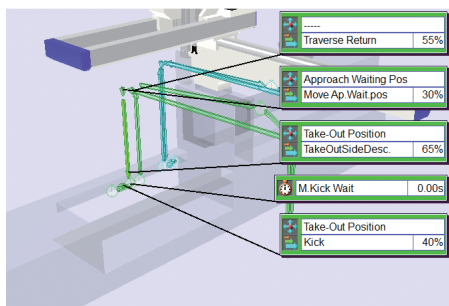 -----
Traverse Return 55%
Approach Waiting Pos
Move Ap.Wait.pos 30%
Take-Out Position
TakeOutSideDesc. 65%
M.Kick Wait 0.00s
Take-Out Position
Kick 40%